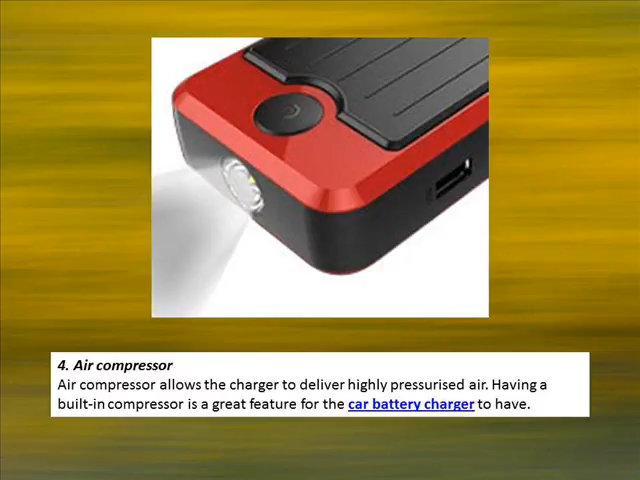 4. Air compressor
Air compressor allows the charger to deliver highly pressurised air. Having a
built-in compressor is a great feature for the car battery charger to have.